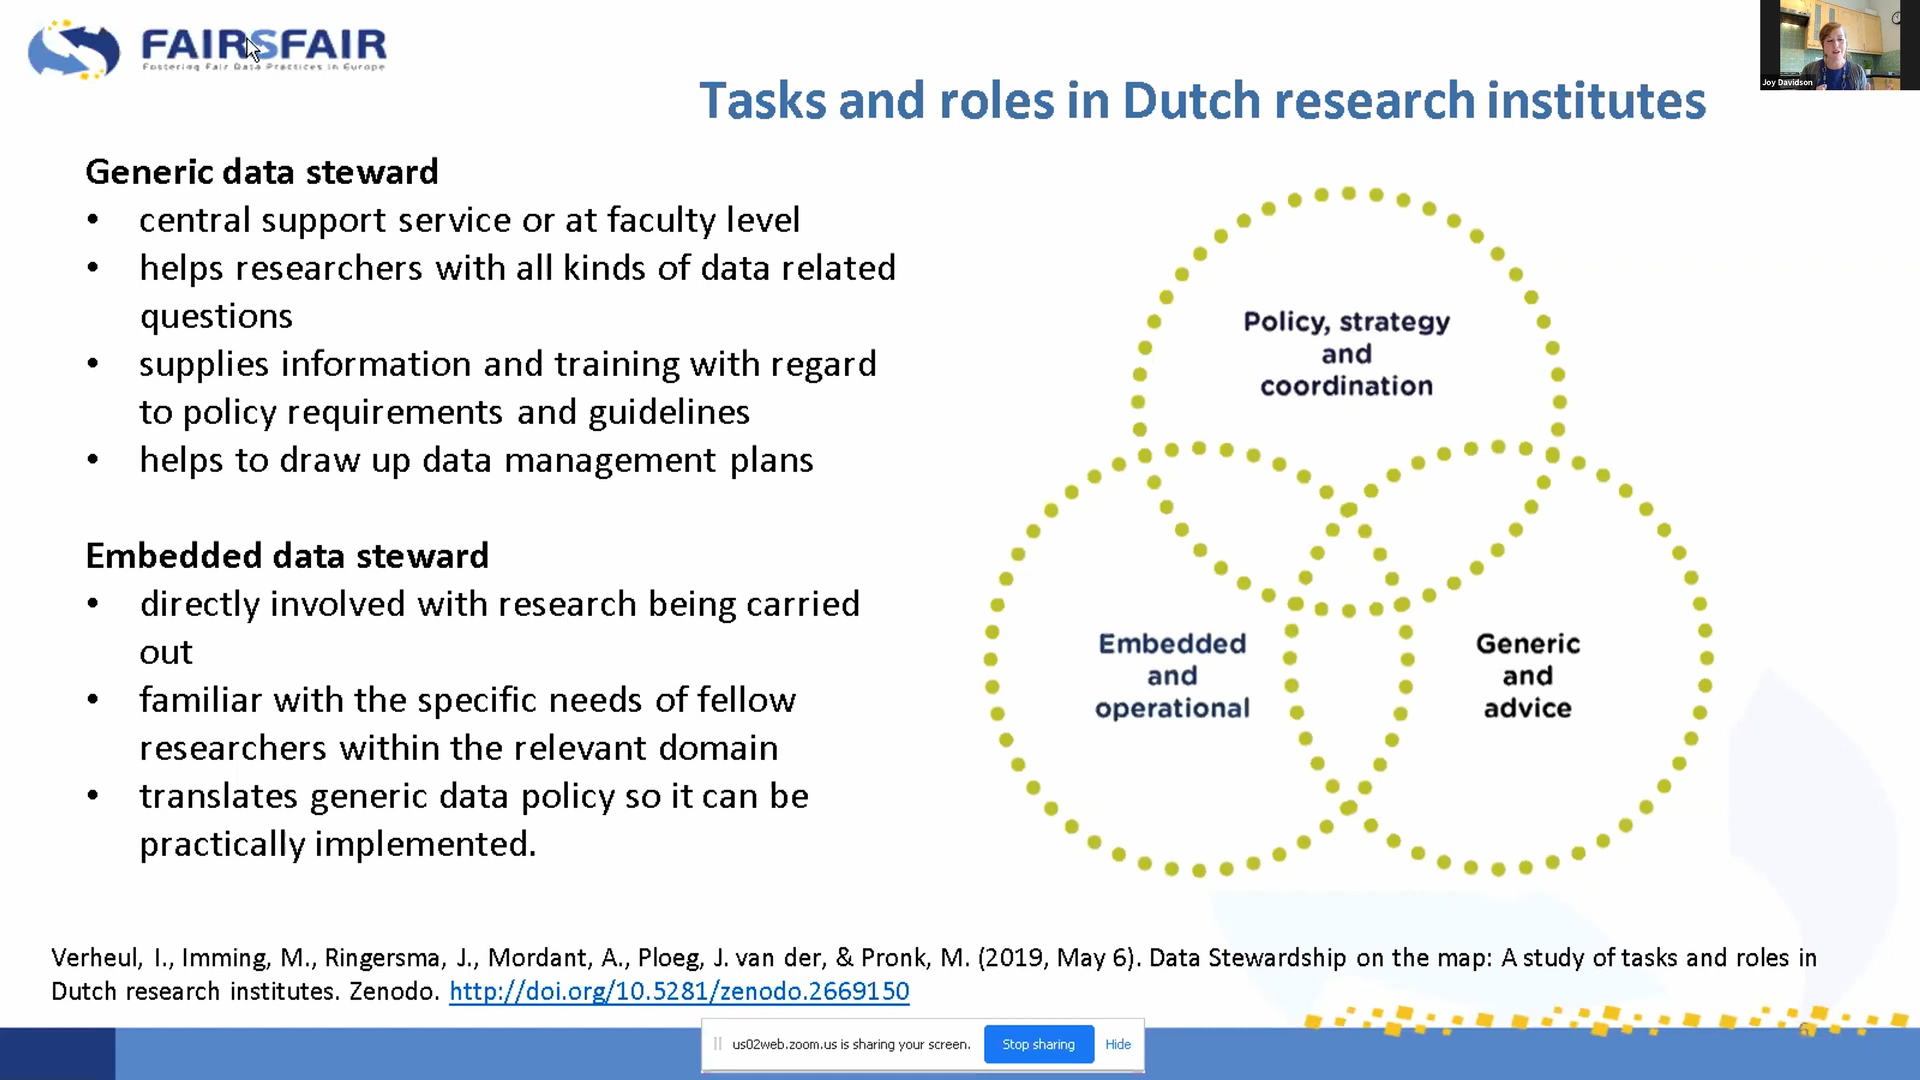 FAIRSFAIR
Fostering Fair Data Practices in Europe
Joy Davidson
Tasks and roles in Dutch research institutes
Generic data steward
• central support service or at faculty level
• helps researchers with all kinds of data related
questions
• supplies information and training with regard
to policy requirements and guidelines
• helps to draw up data management plans
Embedded data steward
• directly involved with research being carried
out
• familiar with the specific needs of fellow
researchers within the relevant domain
• translates generic data policy so it can be
practically implemented.
Policy, strategy
and
coordination
Embedded
and
operational
Generic
and
advice
Verheul, I., Imming, M., Ringersma, J., Mordant, A., Ploeg, J. van der, & Pronk, M. (2019, May 6). Data Stewardship on the map: A study of tasks and roles in
Dutch research institutes. Zenodo. http://doi.org/10.5281/zenodo.2669150
us02web.zoom.us is sharing your screen.
Stop sharing
Hide